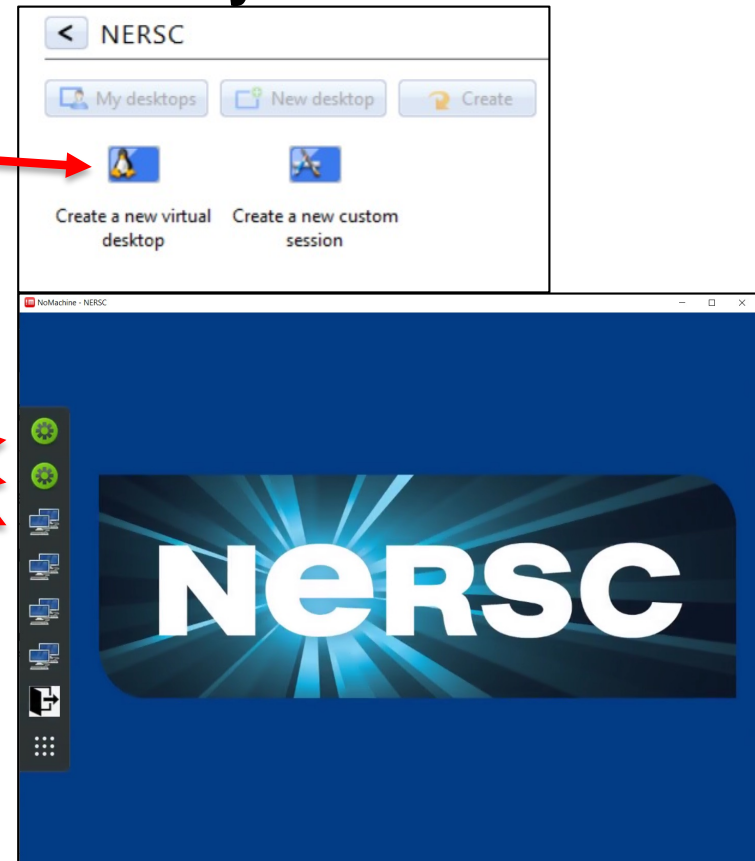 < NERSC
My desktops New desktop Create
Create a new virtual desktop
Create a new custom session
NoMachine - NERSC
NERSC